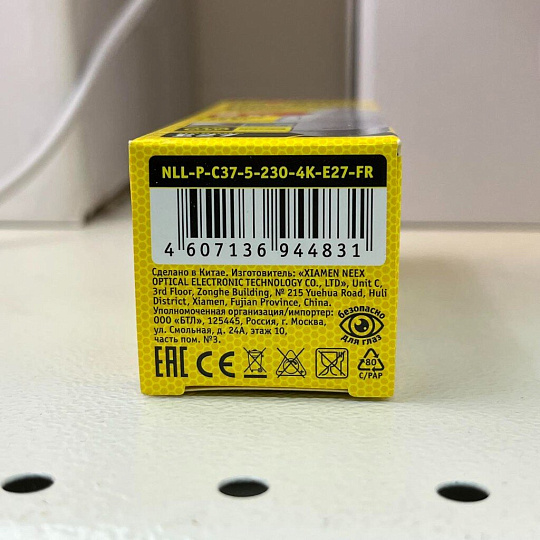 NLL-P-C37-5-230-4K-E27-FR
4 607136 944831
Сделано в Китае. Изготовитель: «XIAMEN NEEX
OPTICAL ELECTRONIC TECHNOLOGY CO., LTD», Unit C,
3rd Floor, Zonghe Building, № 215 Yuehua Road, Huli
District, Xiamen, Fujian Province, China.
Уполномоченная организация/импортер:
ООО «БТЛ», 125445, Россия, г. Москва,
ул. Смольная, д. 24А, этаж 10,
часть пом. №3.
безопасно
для глаз
EAC CE
80
C/PAP